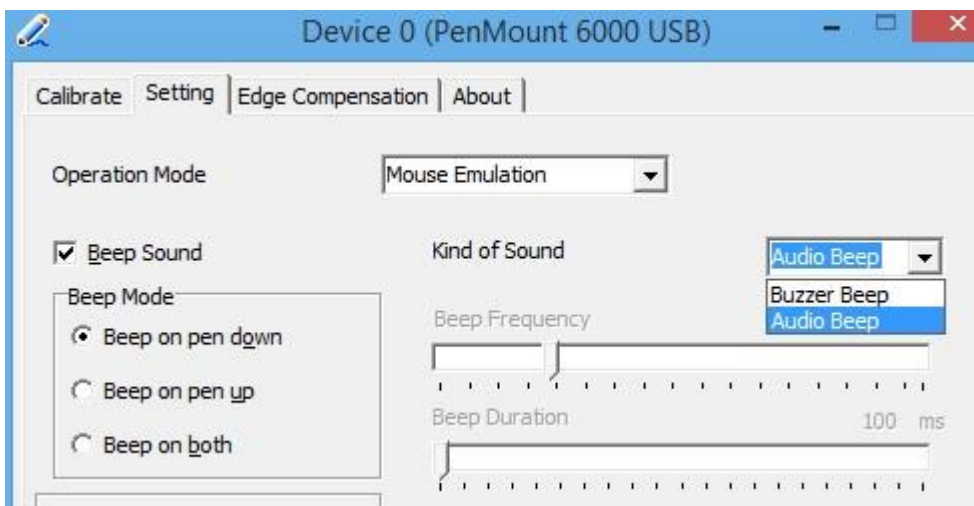 Device 0 (PenMount 6000 USB)
Calibrate Setting Edge Compensation About
Operation Mode Mouse Emulation
Beep Sound Kind of Sound Audio Beep
Buzzer Beep
Audio Beep
Beep Mode
Beep on pen down
Beep on pen up
Beep on both
Beep Frequency
Beep Duration 100 ms